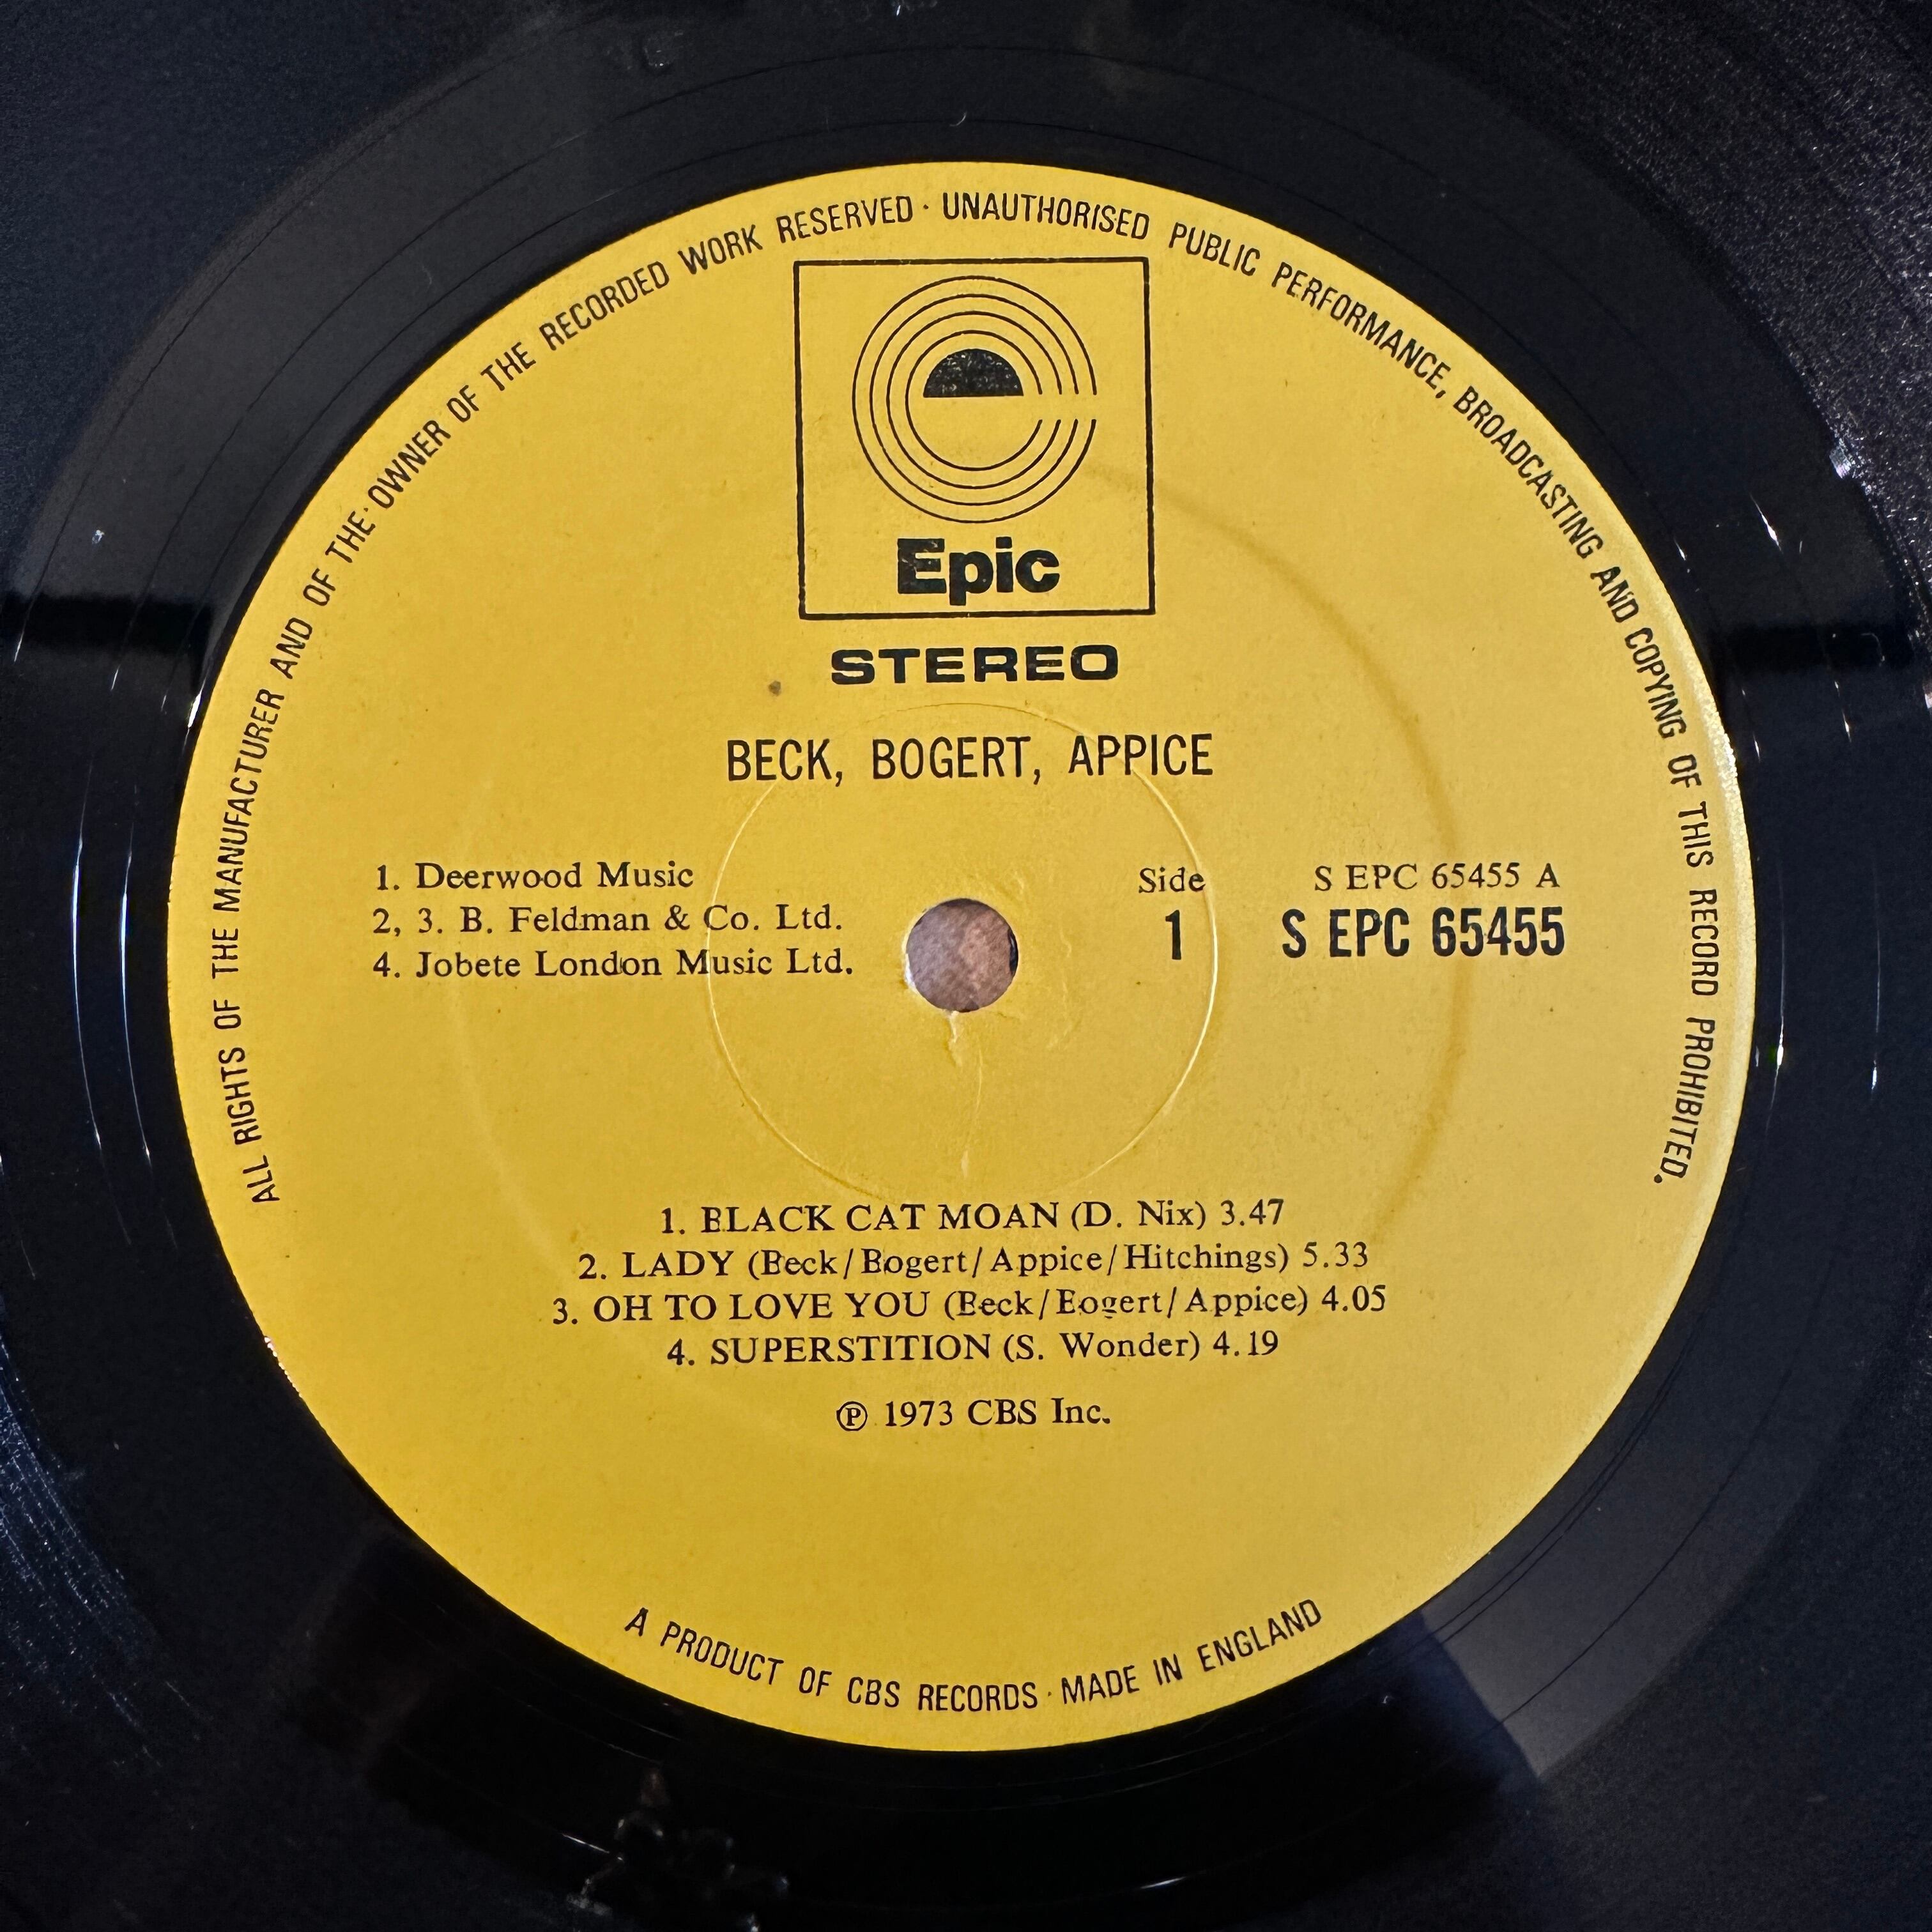 ALL RIGHTS OF THE MANUFACTURER AND OF THE OWNER OF THE RECORDED WORK RESERVED · UNAUTHORISED PUBLIC PERFORMANCE, BROADCASTING AND COPYING OF THIS RECORD PROHIBITED.
Epic
STEREO
BECK, BOGERT, APPICE
1. Deerwood Music
2, 3. B. Feldman & Co. Ltd.
4. Jobete London Music Ltd.
Side
1
S EPC 65455 A
S EPC 65455
1. BLACK CAT MOAN (D. Nix) 3.47
2. LADY (Beck/Bogert/Appice/Hitchings) 5.33
3. OH TO LOVE YOU (Beck/Bogert/Appice) 4.05
4. SUPERSTITION (S. Wonder) 4.19
℗ 1973 CBS Inc.
A PRODUCT OF CBS RECORDS · MADE IN ENGLAND